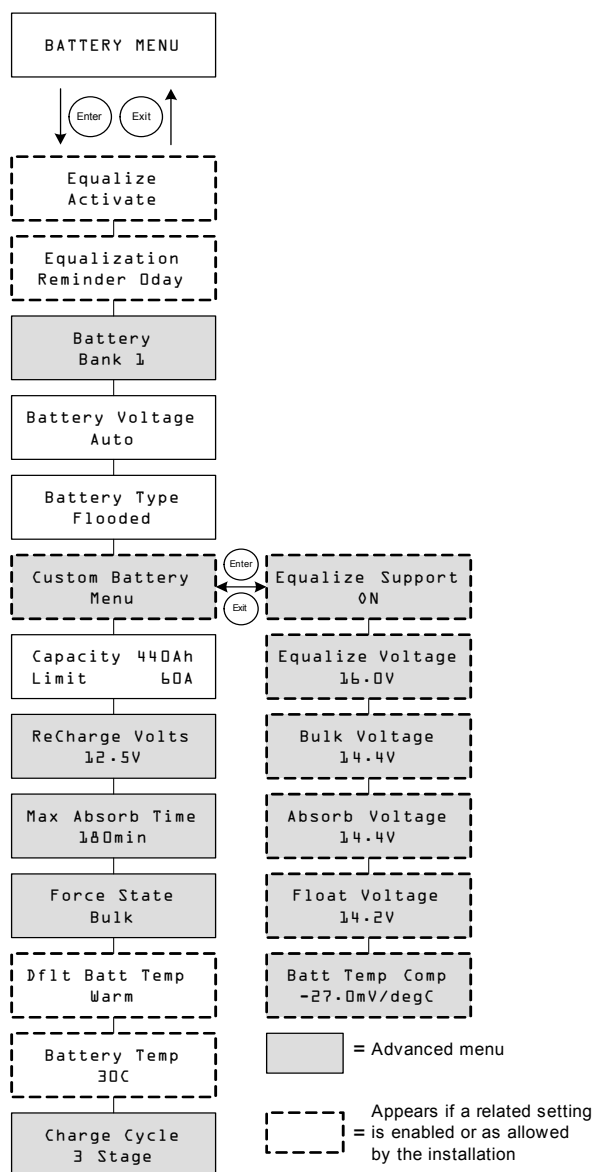 BATTERY MENU
Enter
Exit
Equalize
Activate
Equalization
Reminder 0day
Battery
Bank 1
Battery Voltage
Auto
Battery Type
Flooded
Custom Battery
Menu
Enter
Exit
Capacity 440Ah
Limit 60A
ReCharge Volts
12.5V
Max Absorb Time
180min
Force State
Bulk
Dflt Batt Temp
Warm
Battery Temp
30C
Charge Cycle
3 Stage
Equalize Support
ON
Equalize Voltage
16.0V
Bulk Voltage
14.4V
Absorb Voltage
14.4V
Float Voltage
14.2V
Batt Temp Comp
-27.0mV/degC
= Advanced menu
Appears if a related setting
= is enabled or as allowed
by the installation